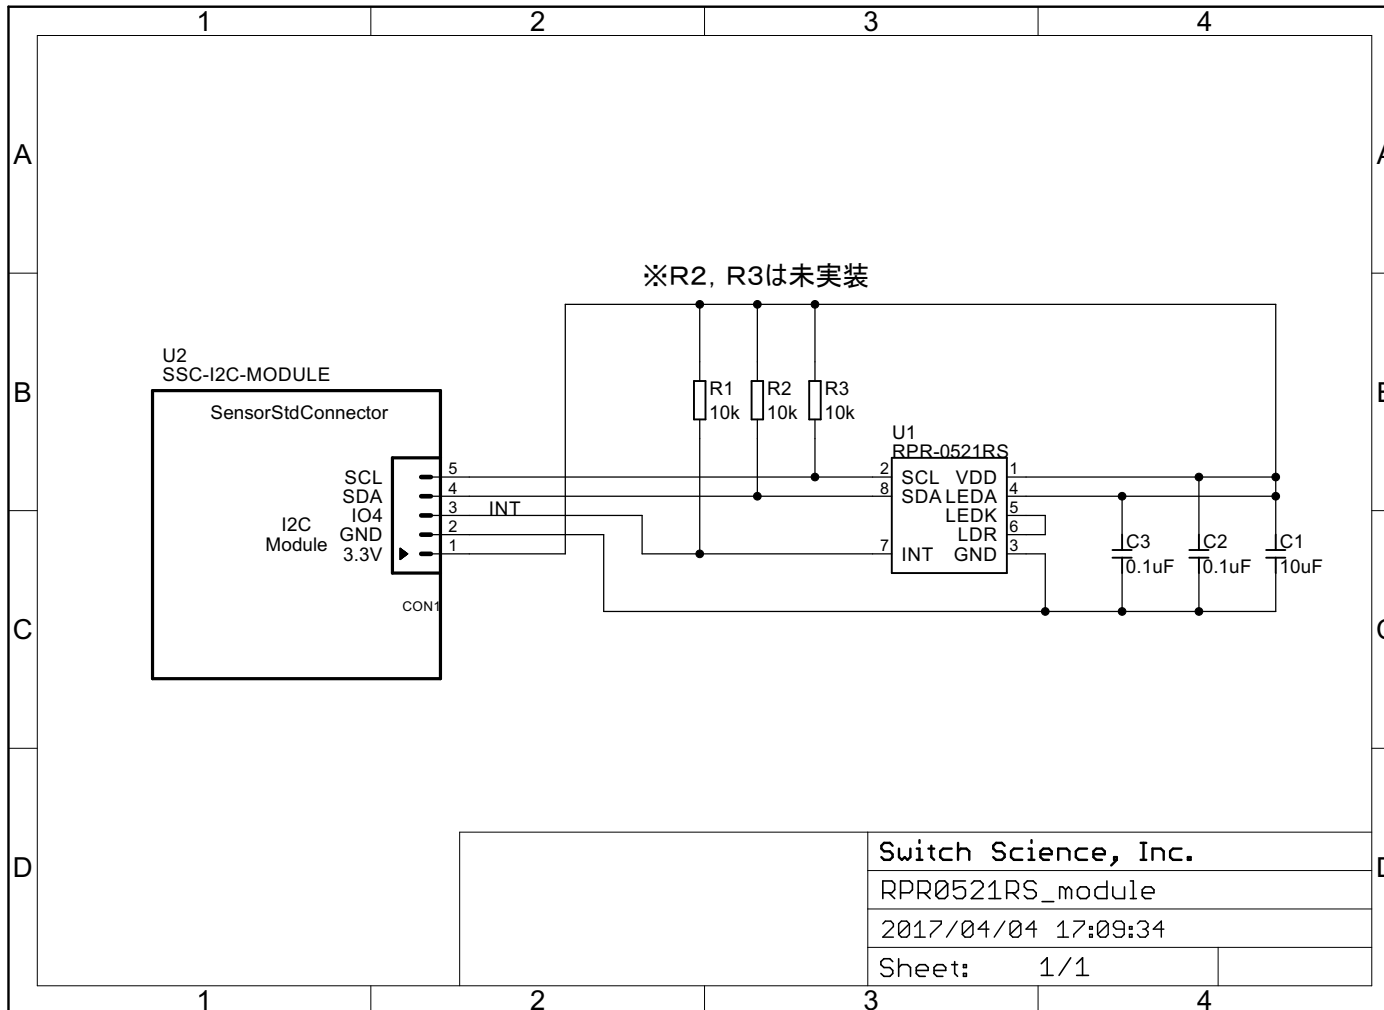 1 2 3 4
A A
※R2, R3は未実装
U2
SSC-I2C-MODULE
B
SensorStdConnector
R1 R2 R3
10k 10k 10k
U1
RPR-0521RS
SCL 5 2 SCL VDD 1
SDA 4 8 SDA LEDA 4
IO4 3 INT LEDK 5
I2C
Module
GND 2 LDR 6
3.3V 1 7 INT GND 3
C3 C2 C1
0.1uF 0.1uF 10uF
CON1
C
D
Switch Science, Inc.
RPR0521RS_module
2017/04/04 17:09:34
Sheet: 1/1
1 2 3 4